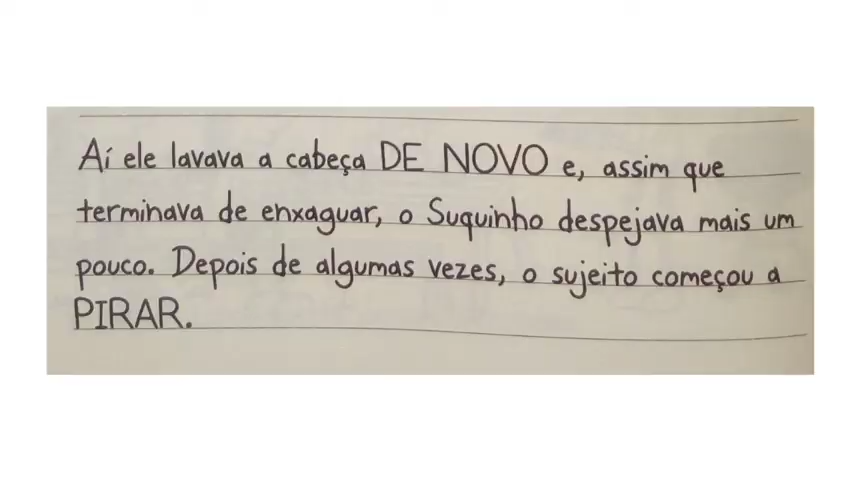 Aí ele lavava a cabeça DE NOVO e, assim que
terminava de enxaguar, o Suquinho despejava mais um
pouco. Depois de algumas vezes, o sujeito começou a
PIRAR.